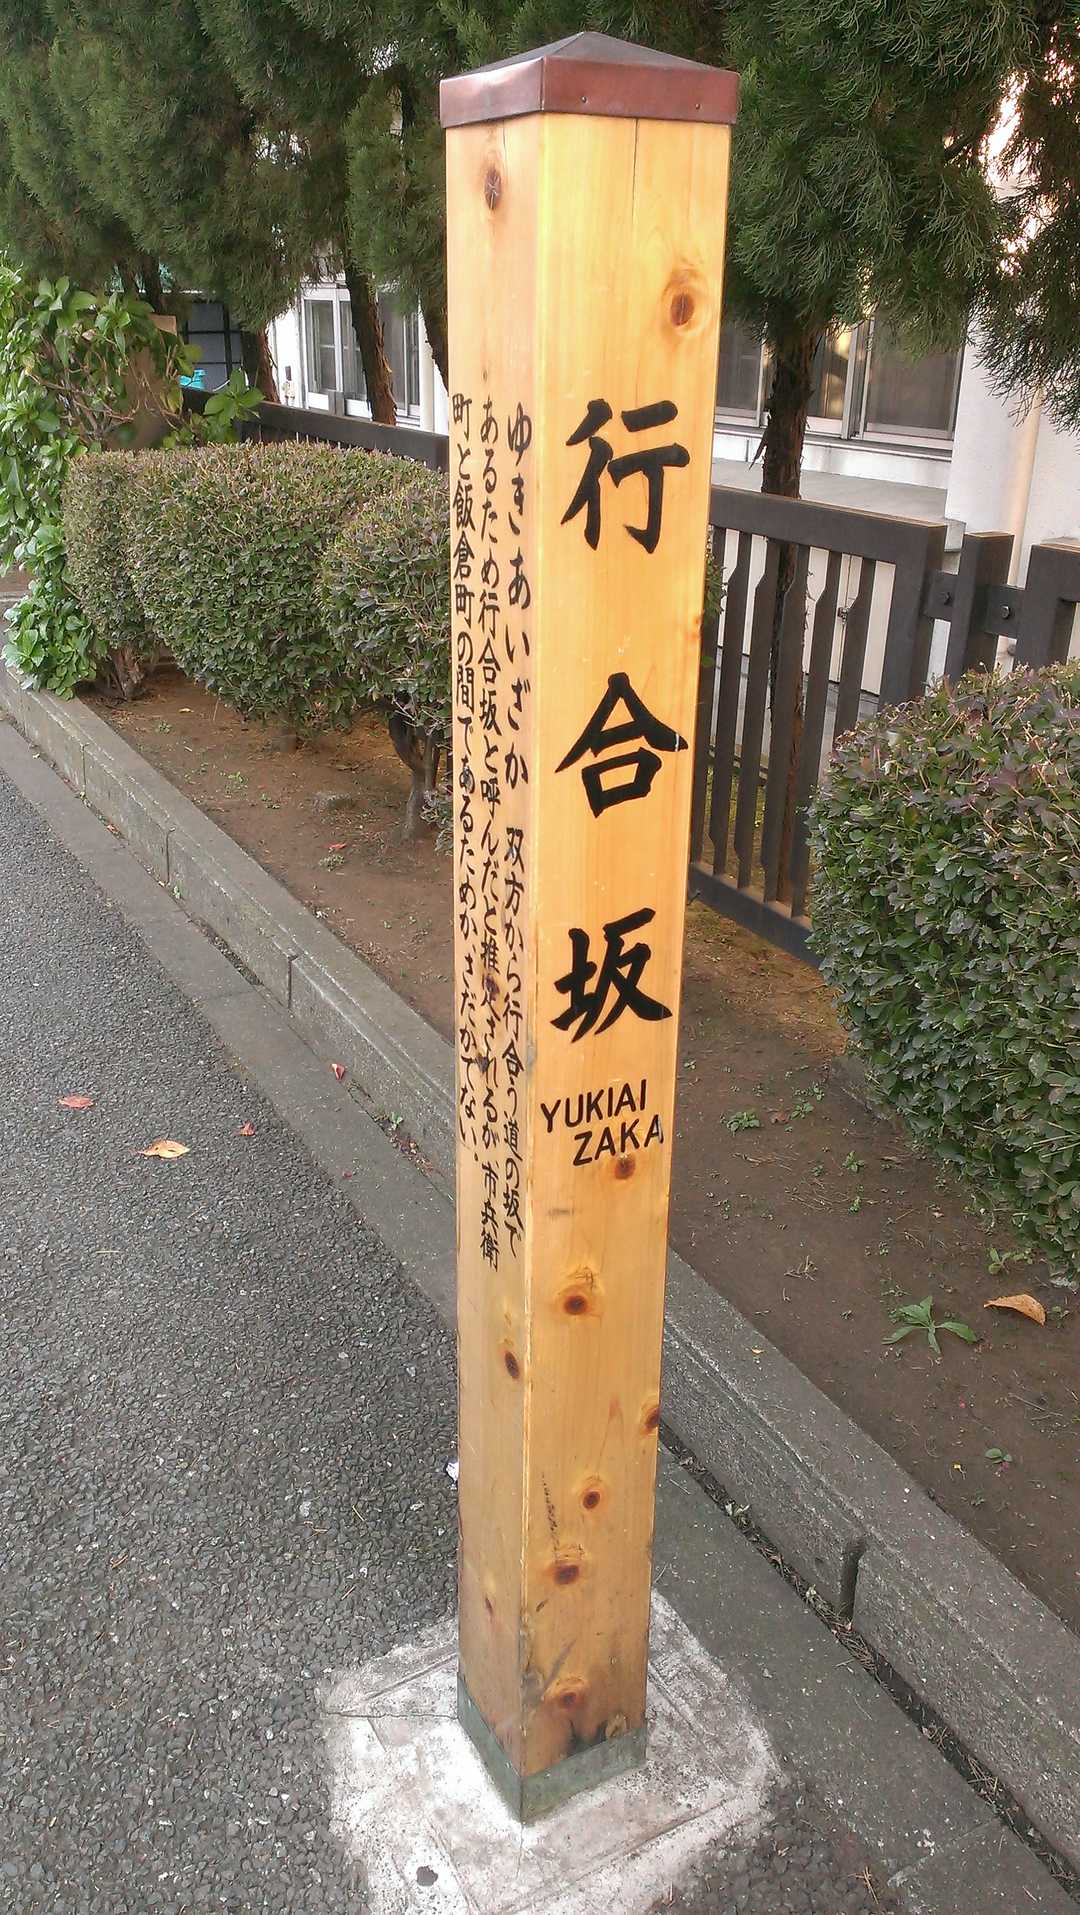 行合坂
YUKIAI
ZAKA
ゆきあいざか 双方から行合う道の坂で
あるため行合坂と呼んだと推定されるが、市兵衛
町と飯倉町の間であるためか、さだかでない。